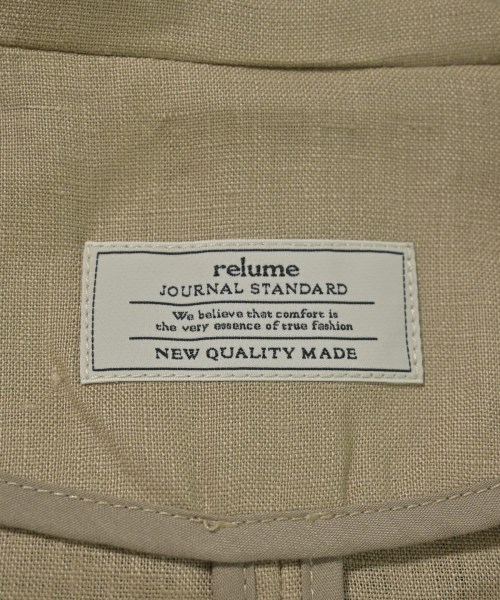 relume
JOURNAL STANDARD
We believe that comfort is
the very essence of true fashion
NEW QUALITY MADE